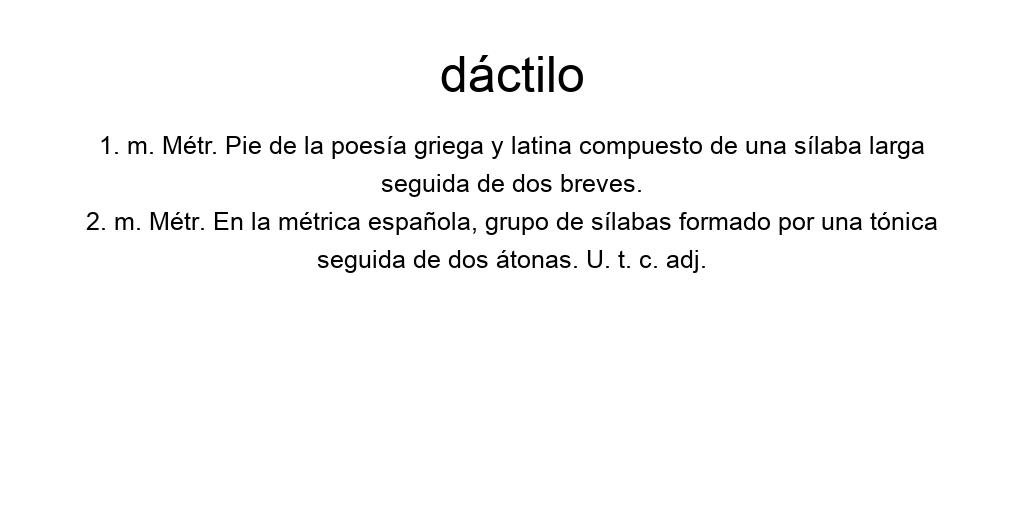 dáctilo
1. m. Métr. Pie de la poesía griega y latina compuesto de una sílaba larga
seguida de dos breves.
2. m. Métr. En la métrica española, grupo de sílabas formado por una tónica
seguida de dos átonas. U. t. c. adj.